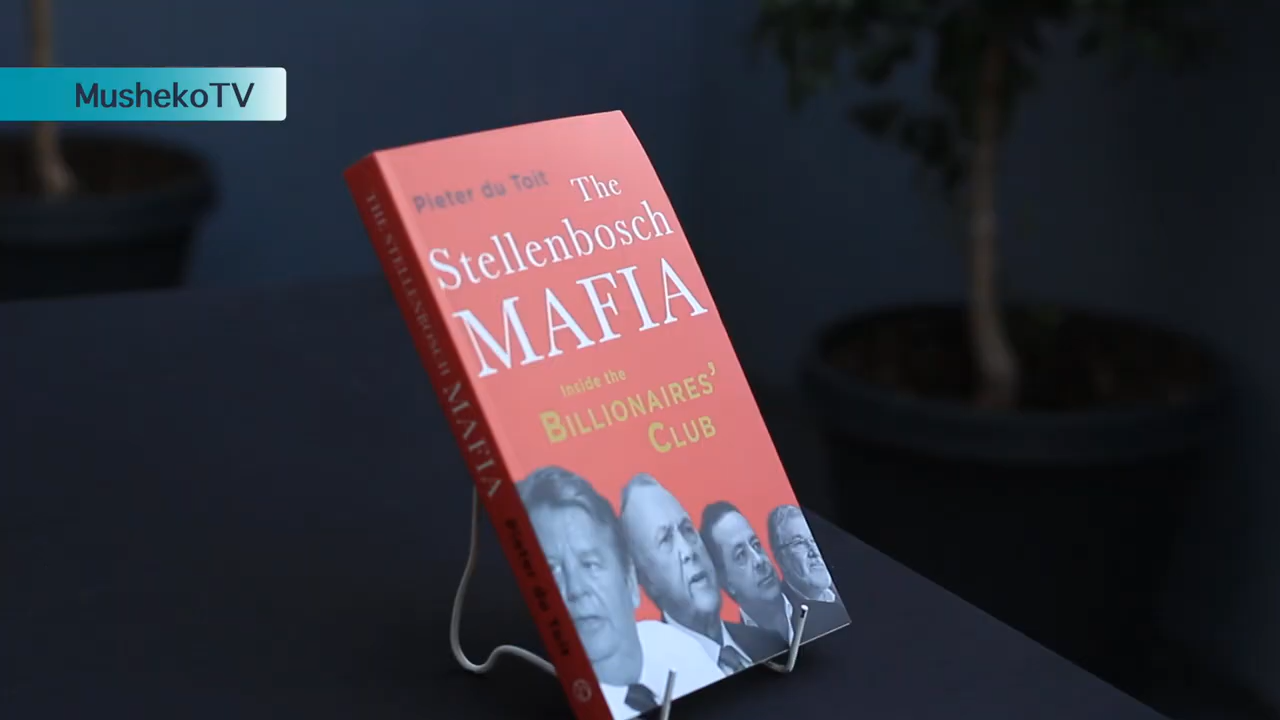 MushekoTV
Pieter du Toit
The
Stellenbosch
MAFIA
Inside the
BILLIONAIRES'
CLUB
THE STELLENBOSCH MAFIA
Pieter du Toit